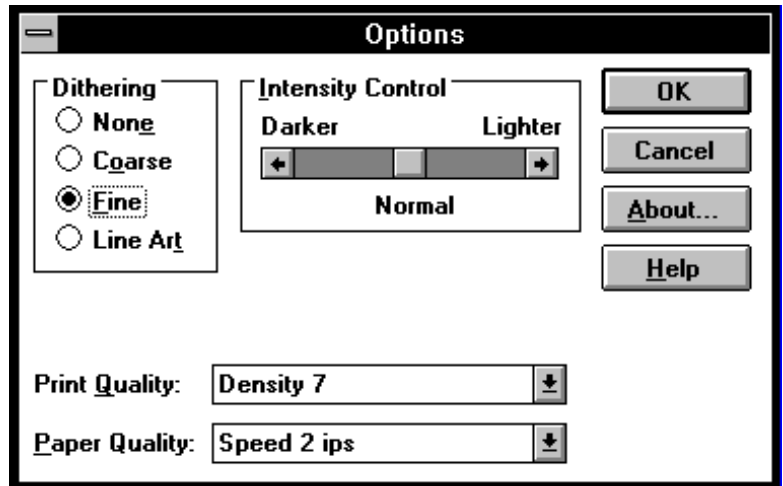 Options
Dithering
None
Coarse
Fine
Line Art
Intensity Control
Darker Lighter
Normal
OK
Cancel
About...
Help
Print Quality: Density 7
Paper Quality: Speed 2 ips